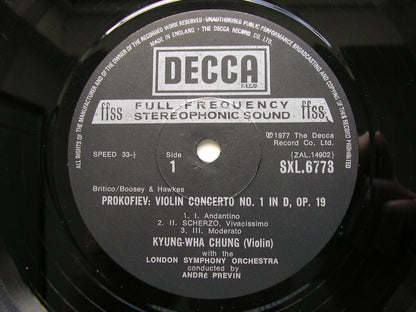 ALL RIGHTS OF THE MANUFACTURER AND OF THE OWNER OF THE RECORDED WORK RESERVED · UNAUTHORISED PUBLIC PERFORMANCE BROADCASTING AND COPYING OF THIS RECORD PROHIBITED
MADE IN ENGLAND · THE DECCA RECORD CO. LTD.
DECCA
ffss FULL FREQUENCY ffss
STEREOPHONIC SOUND
℗1977 The Decca
Record Co. Ltd.
SPEED 33⅓ Side (ZAL.14902)
1 SXL.6773
Britico/Boosey & Hawkes
PROKOFIEV: VIOLIN CONCERTO NO. 1 IN D, OP. 19
1. I. Andantino
2. II. SCHERZO, Vivacissimo
3. III. Moderato
KYUNG-WHA CHUNG (Violin)
with the
LONDON SYMPHONY ORCHESTRA
conducted by
ANDRÉ PREVIN